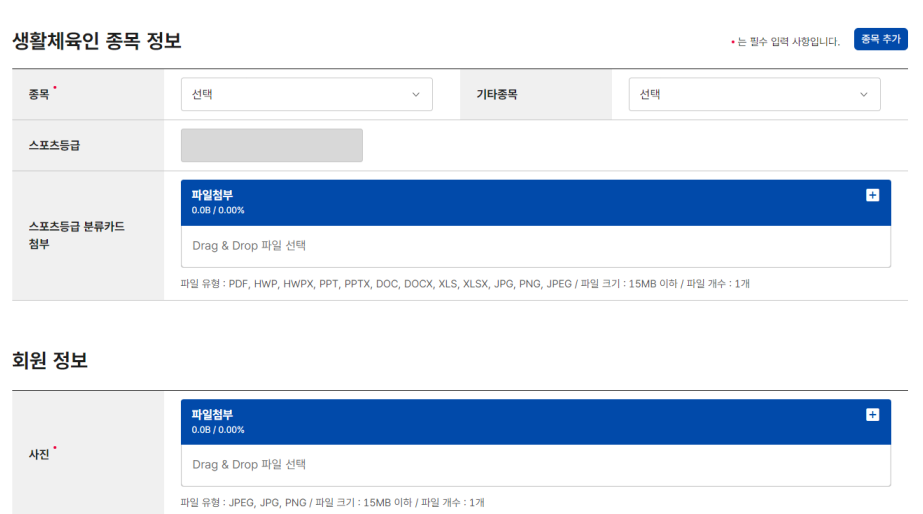 생활체육인 종목 정보
• 는 필수 입력 사항입니다.
종목 추가
종목 •
선택
기타종목
선택
스포츠등급
스포츠등급 분류카드
첨부
파일첨부
0.0B / 0.00%
Drag & Drop 파일 선택
파일 유형 : PDF, HWP, HWPX, PPT, PPTX, DOC, DOCX, XLS, XLSX, JPG, PNG, JPEG / 파일 크기 : 15MB 이하 / 파일 개수 : 1개
회원 정보
사진 •
파일첨부
0.0B / 0.00%
Drag & Drop 파일 선택
파일 유형 : JPEG, JPG, PNG / 파일 크기 : 15MB 이하 / 파일 개수 : 1개